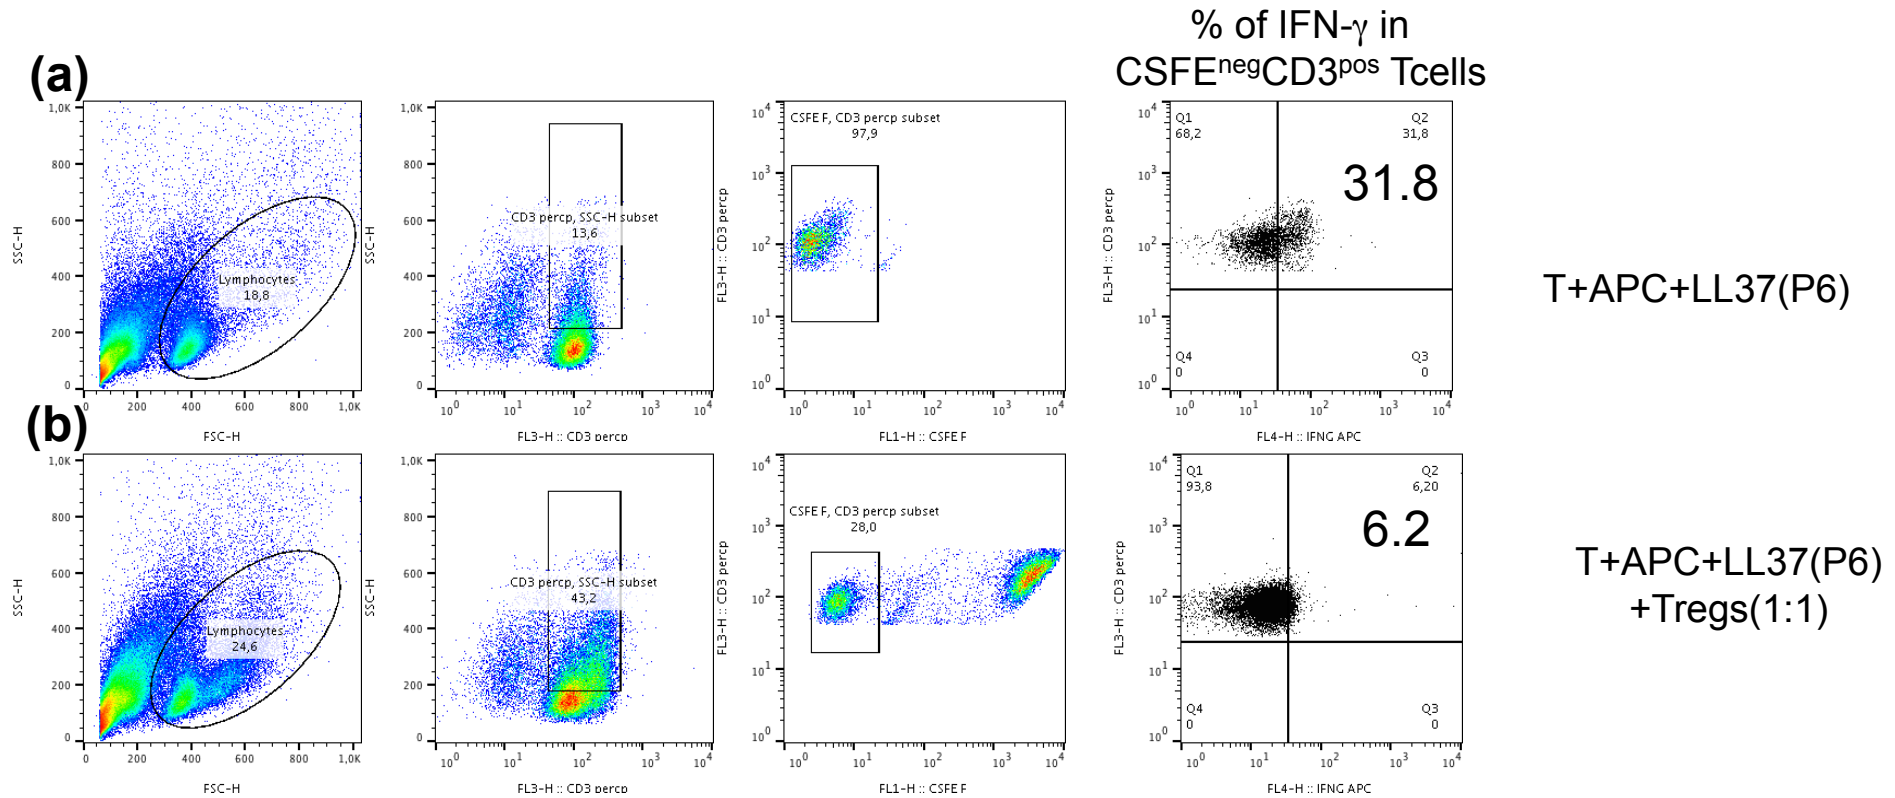 % of IFN-γ in
CSFEnegCD3pos Tcells
(a)
1,0K
800
600
400
200
0
SSC-H
Lymphocytes
18,8
0
200
400
600
800
1,0K
FSC-H
1,0K
800
600
400
200
0
SSC-H
CD3 percp, SSC-H subset
13,6
10^0
10^1
10^2
10^3
10^4
FL3-H :: CD3 percp
10^4
10^3
10^2
10^1
10^0
FL3-H :: CD3 percp
CSFE F, CD3 percp subset
97,9
10^0
10^1
10^2
10^3
10^4
FL1-H :: CSFE F
10^4
10^3
10^2
10^1
10^0
FL3-H :: CD3 percp
Q1
68,2
Q2
31,8
31.8
Q4
0
Q3
0
10^0
10^1
10^2
10^3
10^4
FL4-H :: IFNG APC
T+APC+LL37(P6)
(b)
1,0K
800
600
400
200
0
SSC-H
Lymphocytes
24,6
0
200
400
600
800
1,0K
FSC-H
1,0K
800
600
400
200
0
SSC-H
CD3 percp, SSC-H subset
43,2
10^0
10^1
10^2
10^3
10^4
FL3-H :: CD3 percp
10^4
10^3
10^2
10^1
10^0
FL3-H :: CD3 percp
CSFE F, CD3 percp subset
28,0
10^0
10^1
10^2
10^3
10^4
FL1-H :: CSFE F
10^4
10^3
10^2
10^1
10^0
FL3-H :: CD3 percp
Q1
93,8
Q2
6,20
6.2
Q4
0
Q3
0
10^0
10^1
10^2
10^3
10^4
FL4-H :: IFNG APC
T+APC+LL37(P6)
+Tregs(1:1)